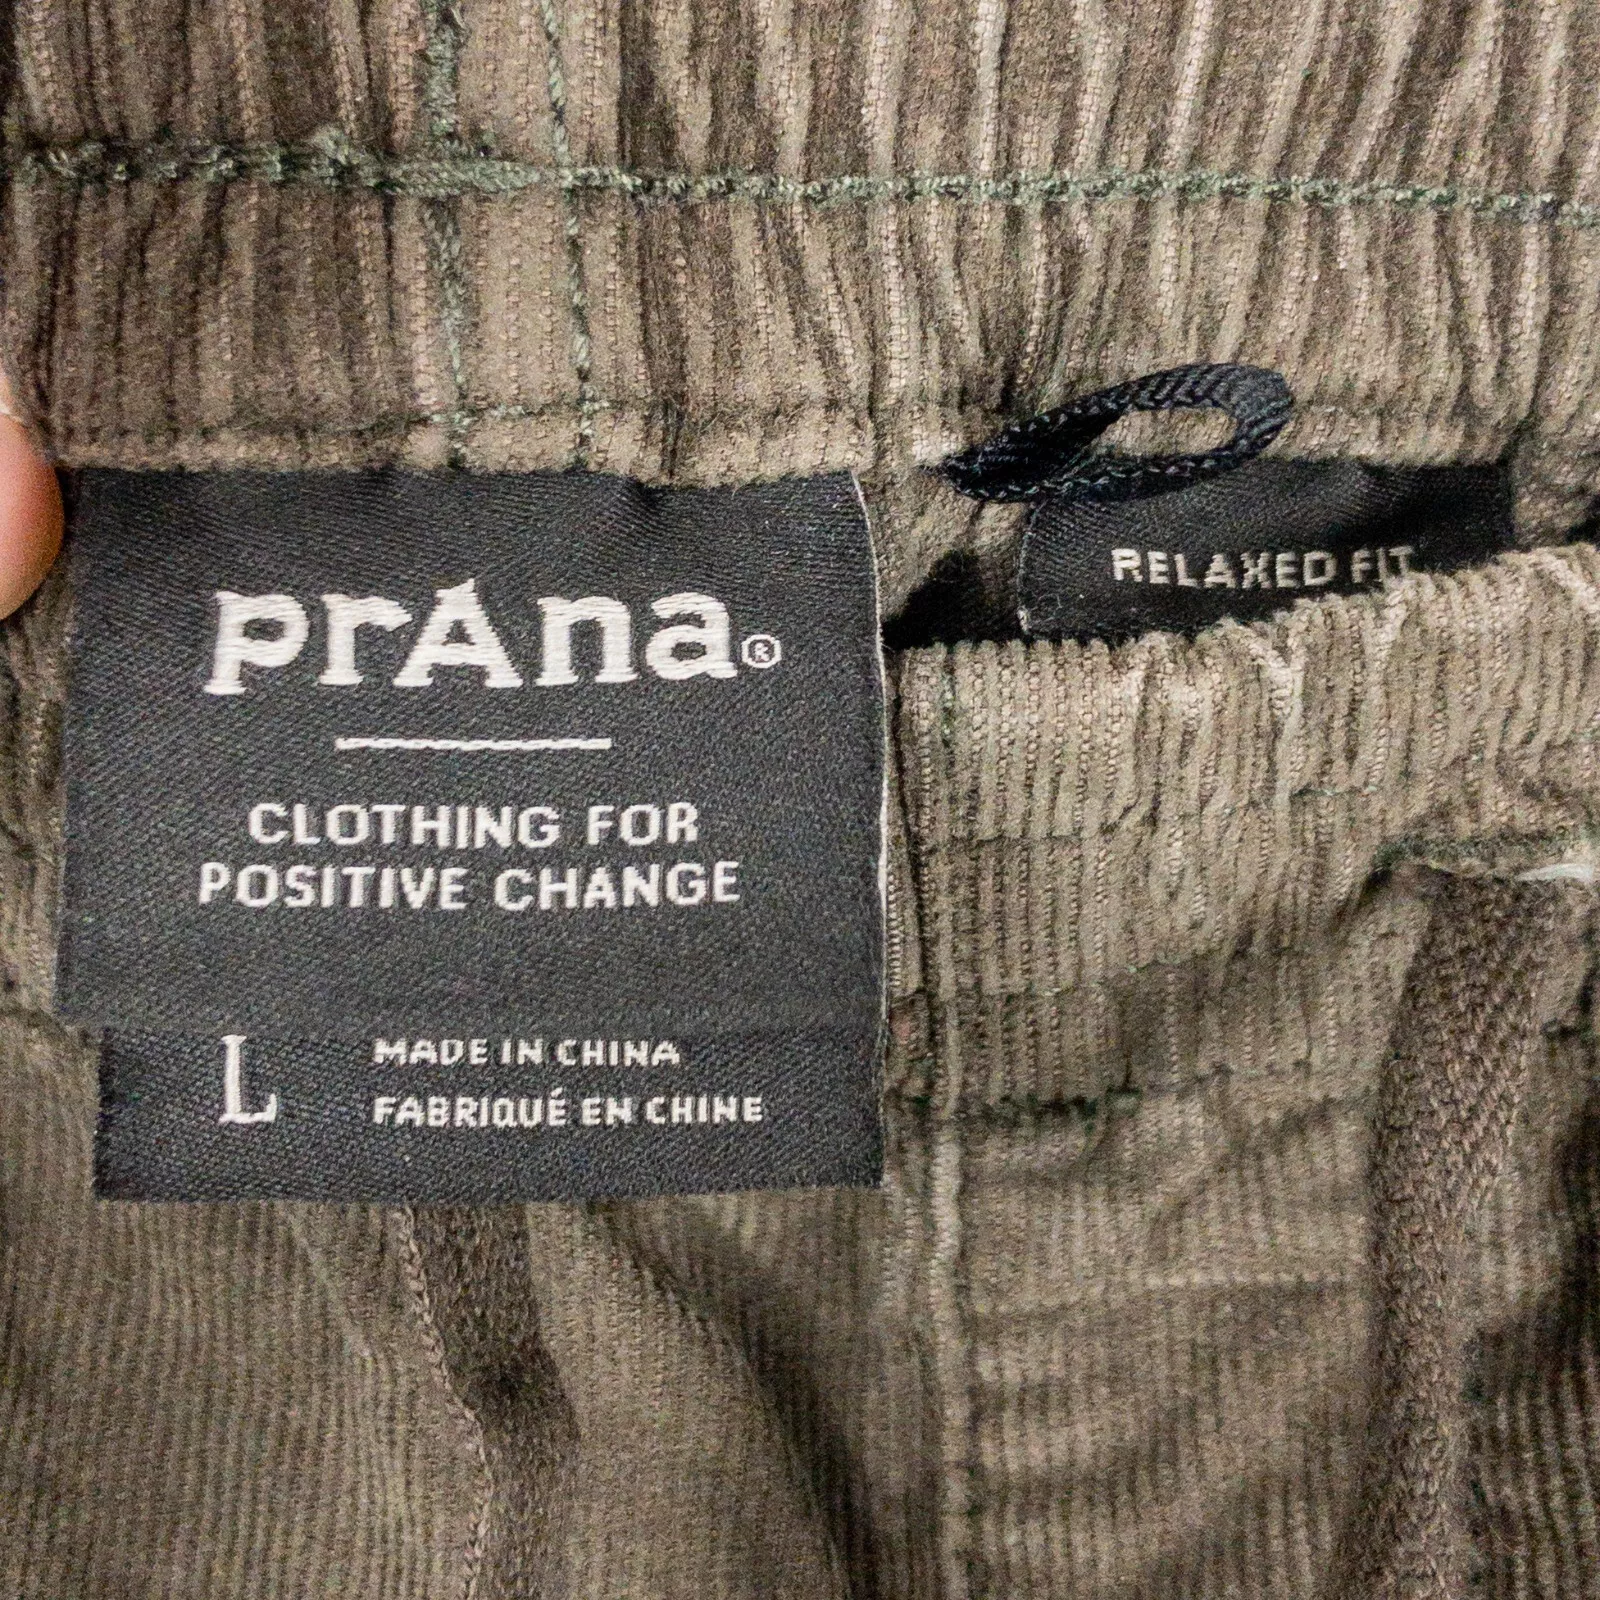 prAna®
CLOTHING FOR
POSITIVE CHANGE
L
MADE IN CHINA
FABRIQUÉ EN CHINE
RELAXED FIT